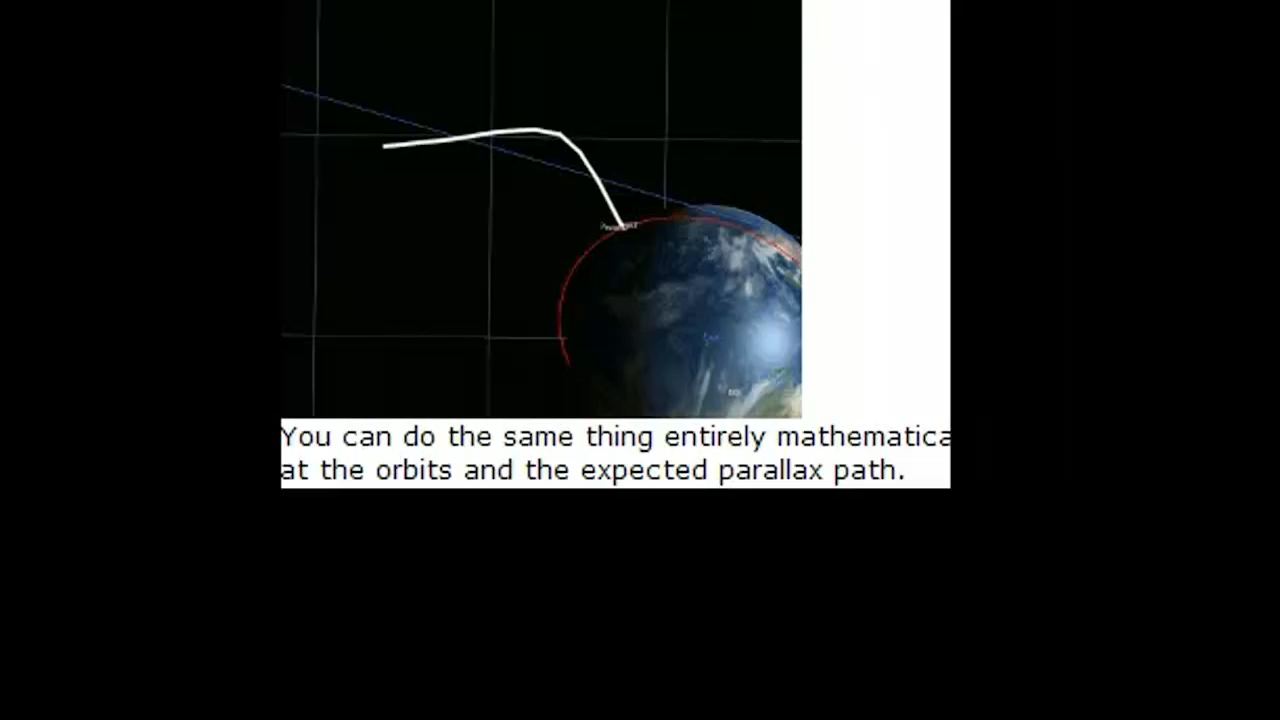 You can do the same thing entirely mathematica
at the orbits and the expected parallax path.